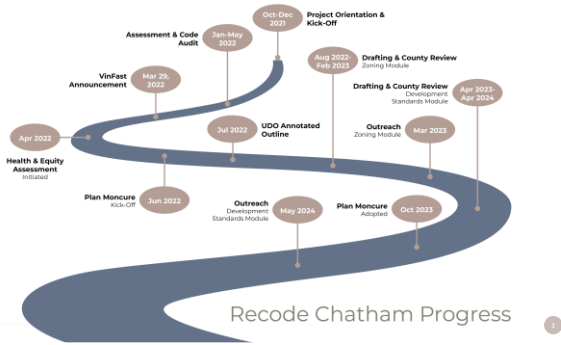 Oct-Dec
2021
Project Orientation &
Kick-Off
Assessment & Code
Audit
Jan-May
2022
VinFast
Announcement
Mar 29,
2022
Aug 2022-
Feb 2023
Drafting & County Review
Zoning Module
Drafting & County Review
Development
Standards Module
Apr 2023-
Apr 2024
Apr 2022
Health & Equity
Assessment
Initiated
Jul 2022
UDO Annotated
Outline
Outreach
Zoning Module
Mar 2023
Plan Moncure
Kick-Off
Jun 2022
Outreach
Development
Standards Module
May 2024
Plan Moncure
Adopted
Oct 2023
Recode Chatham Progress